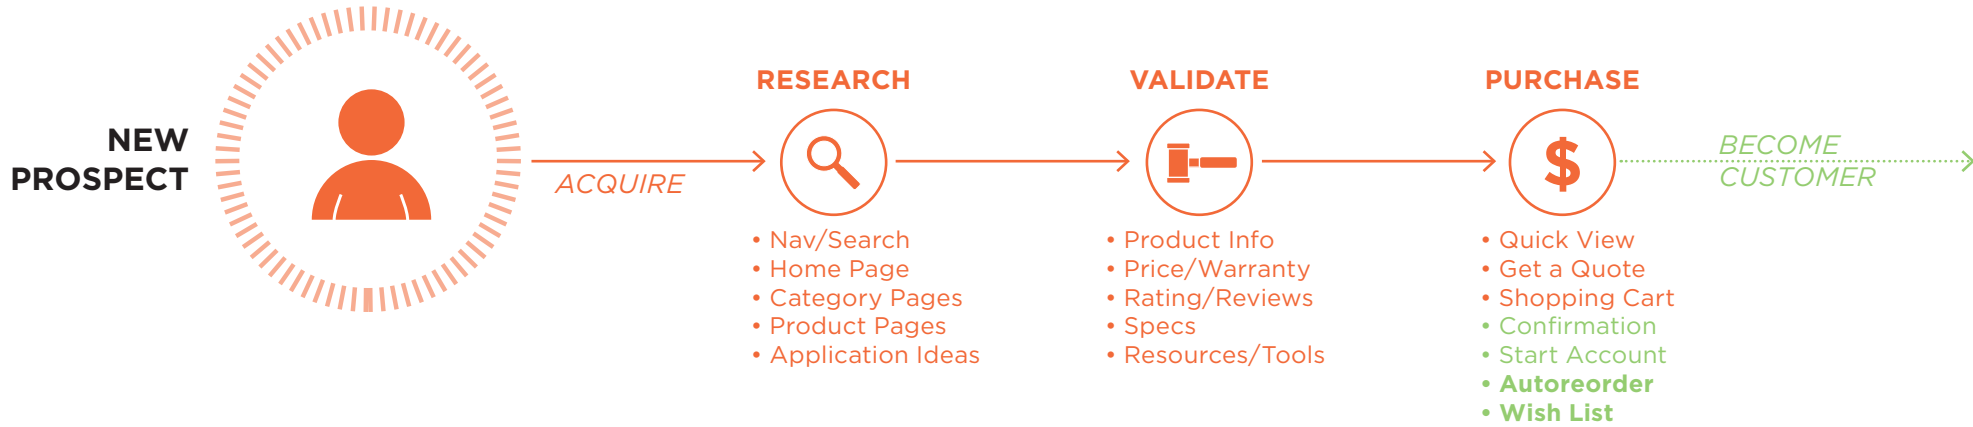 NEW
PROSPECT
ACQUIRE
RESEARCH
• Nav/Search
• Home Page
• Category Pages
• Product Pages
• Application Ideas
VALIDATE
• Product Info
• Price/Warranty
• Rating/Reviews
• Specs
• Resources/Tools
PURCHASE
$
• Quick View
• Get a Quote
• Shopping Cart
• Confirmation
• Start Account
• Autoreorder
• Wish List
BECOME
CUSTOMER